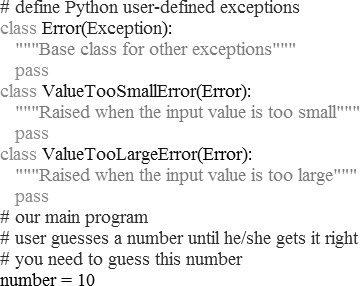 # define Python user-defined exceptions
class Error(Exception):
"""Base class for other exceptions"""
pass
class ValueTooSmallError(Error):
"""Raised when the input value is too small"""
pass
class ValueTooLargeError(Error):
"""Raised when the input value is too large"""
pass
# our main program
# user guesses a number until he/she gets it right
# you need to guess this number
number = 10